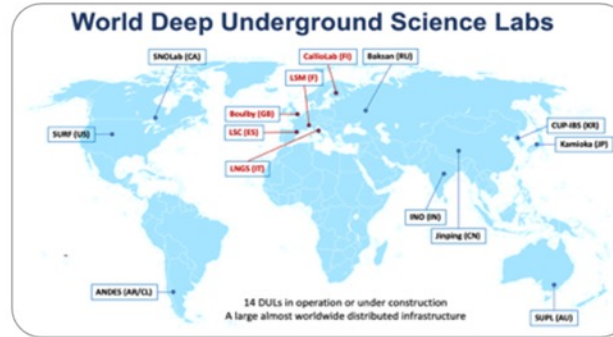 World Deep Underground Science Labs
SNOLab (CA)
CallioLab (FI)
Baksan (RU)
LSM (F)
Boulby (GB)
CUP-IBS (KR)
SURF (US)
LSC (ES)
Kamioka (JP)
LNGS (IT)
INO (IN)
Jinping (CN)
ANDES (AR/CL)
14 DULs in operation or under construction
A large almost worldwide distributed infrastructure
SUPL (AU)